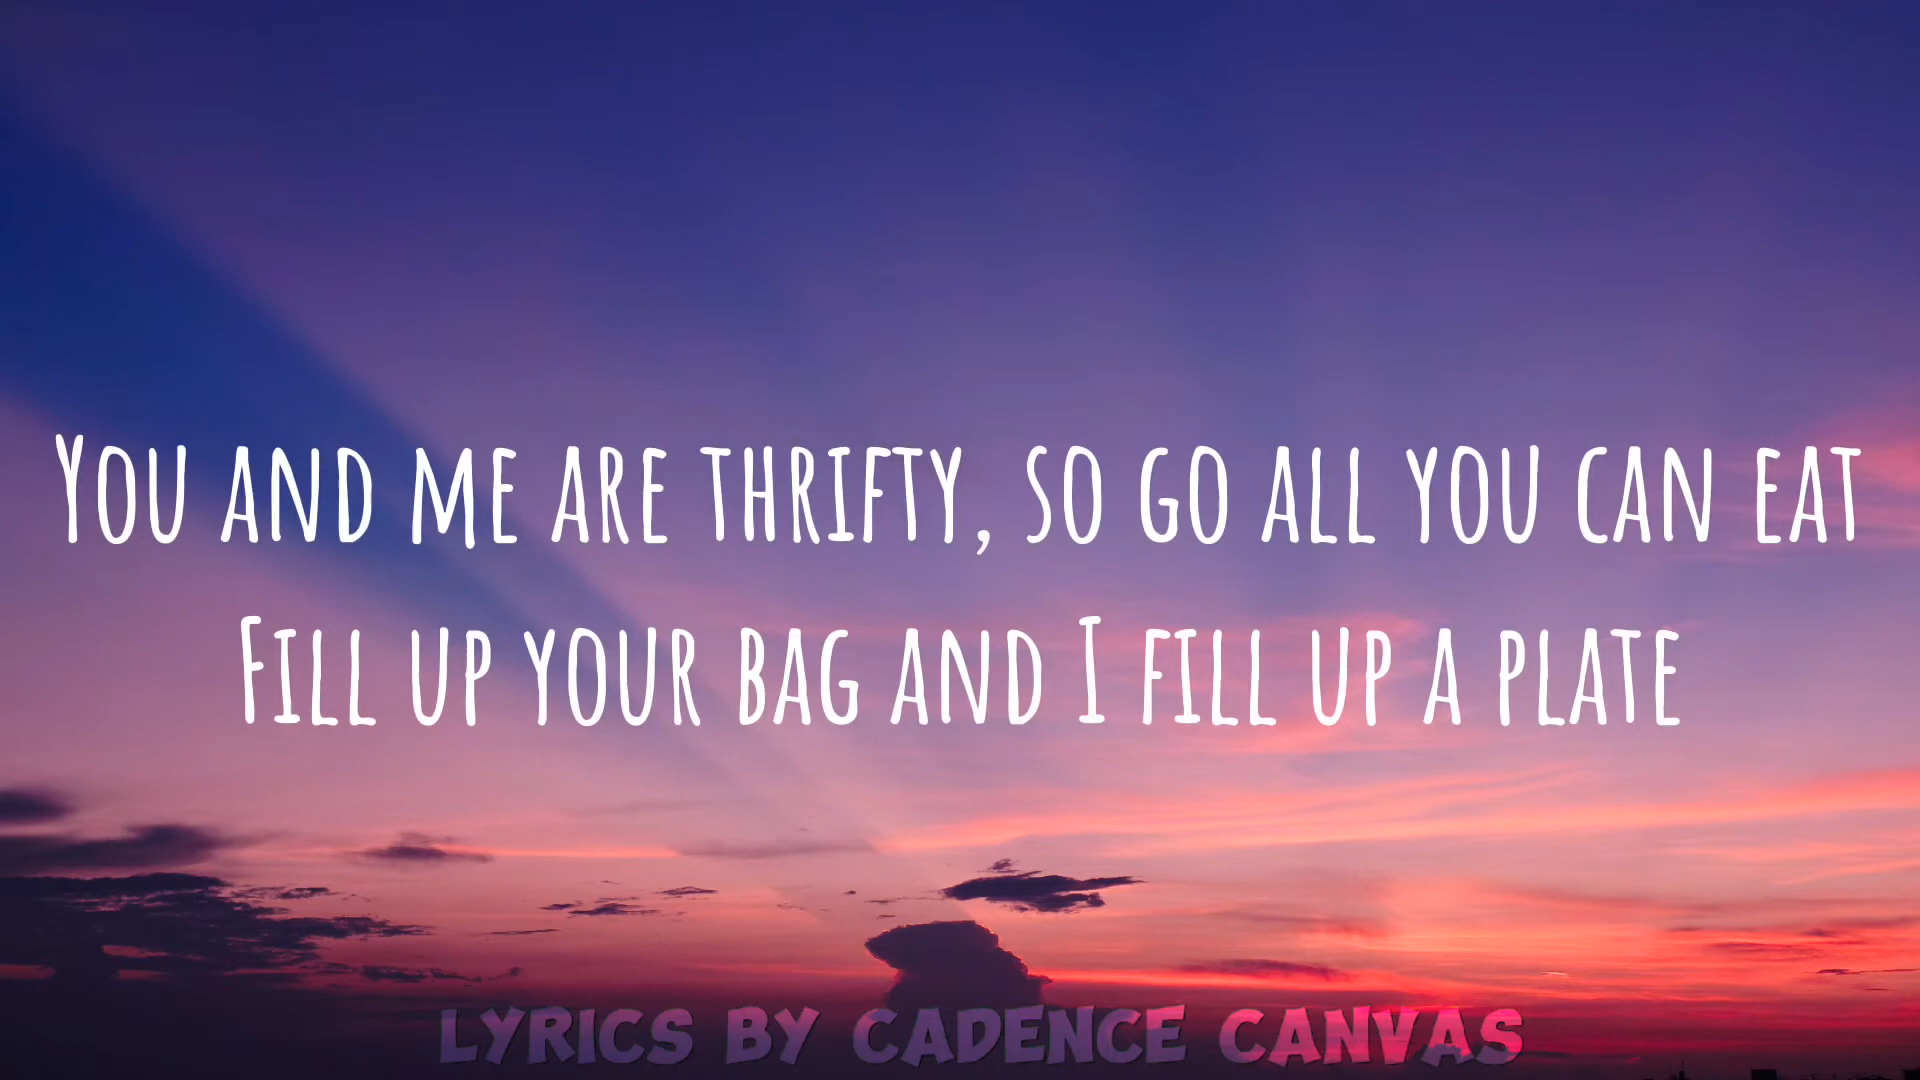 You and me are thrifty, so go all you can eat
Fill up your bag and I fill up a plate
LYRICS BY CADENCE CANVAS